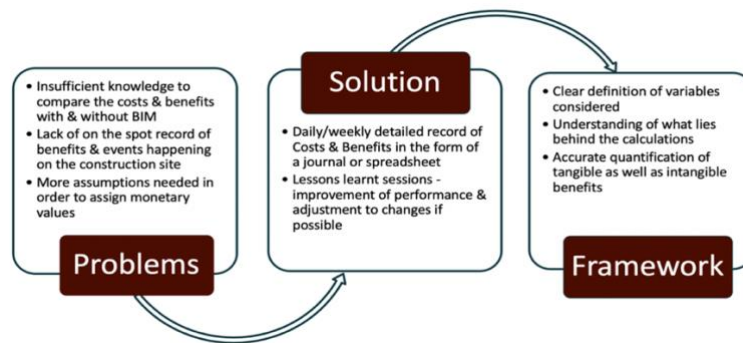 • Insufficient knowledge to
compare the costs & benefits
with & without BIM
• Lack of on the spot record of
benefits & events happening
on the construction site
• More assumptions needed in
order to assign monetary
values
Problems
Solution
• Daily/weekly detailed record of
Costs & Benefits in the form of
a journal or spreadsheet
• Lessons learnt sessions -
improvement of performance &
adjustment to changes if
possible
• Clear definition of variables
considered
• Understanding of what lies
behind the calculations
• Accurate quantification of
tangible as well as intangible
benefits
Framework